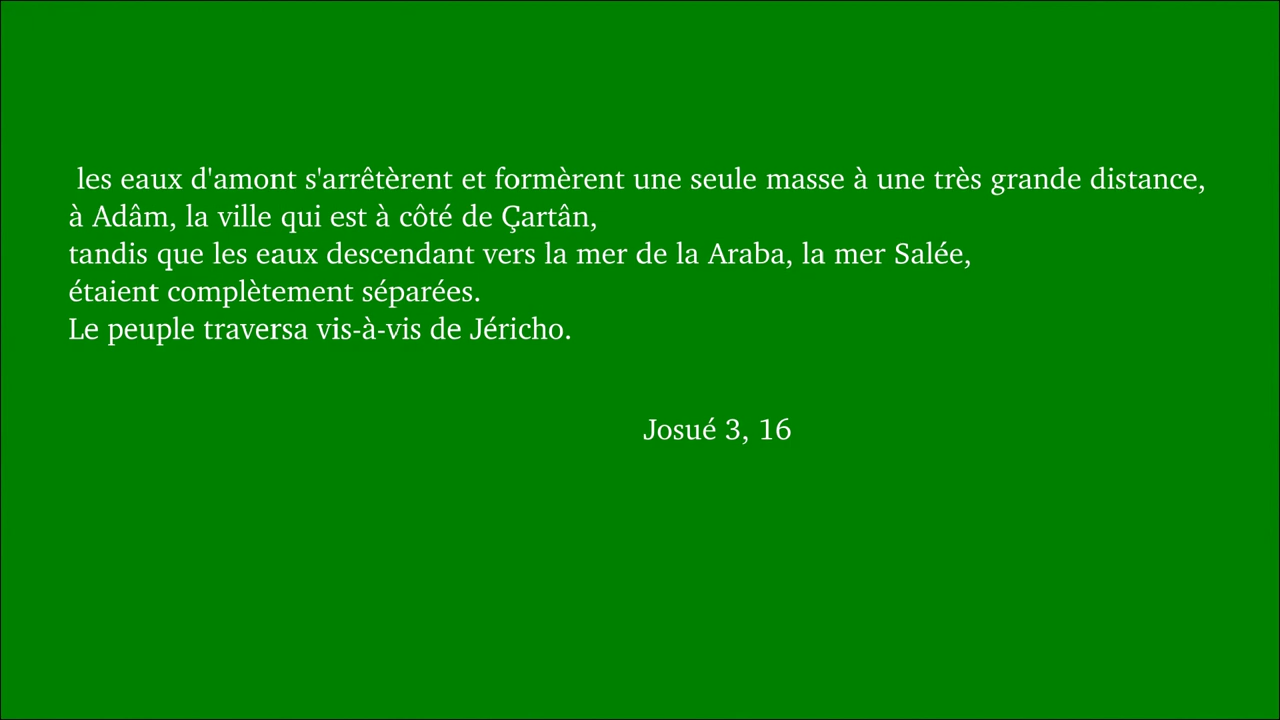 les eaux d'amont s'arrêtèrent et formèrent une seule masse à une très grande distance,
à Adâm, la ville qui est à côté de Çartân,
tandis que les eaux descendant vers la mer de la Araba, la mer Salée,
étaient complètement séparées.
Le peuple traversa vis-à-vis de Jéricho.
Josué 3, 16